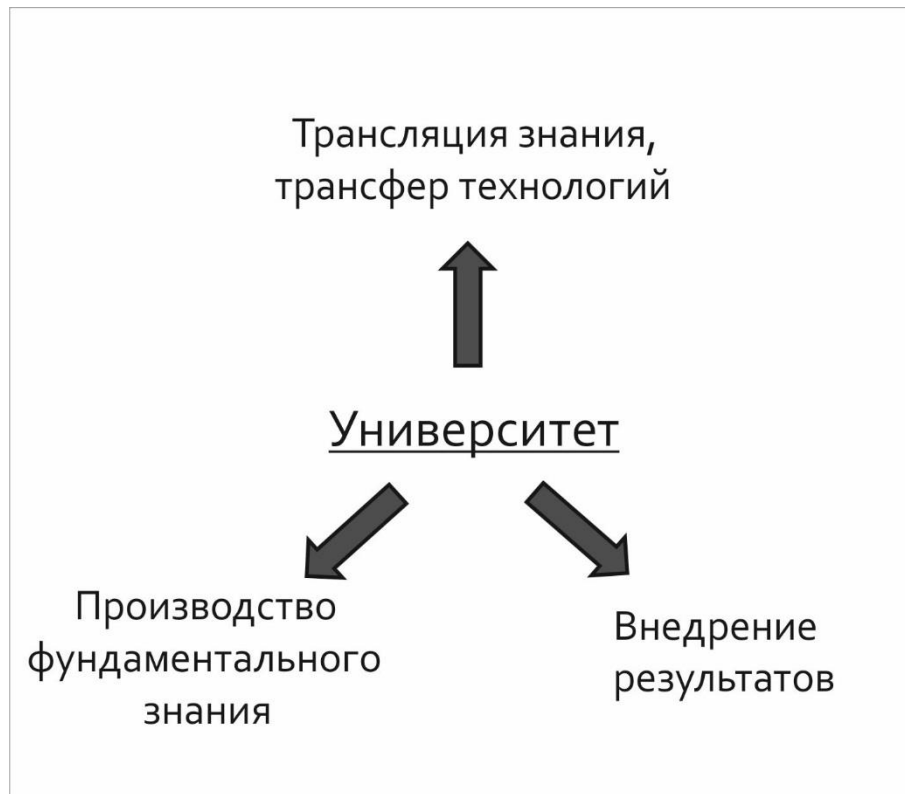 Трансляция знания,
трансфер технологий
Университет
Производство
фундаментального
знания
Внедрение
результатов